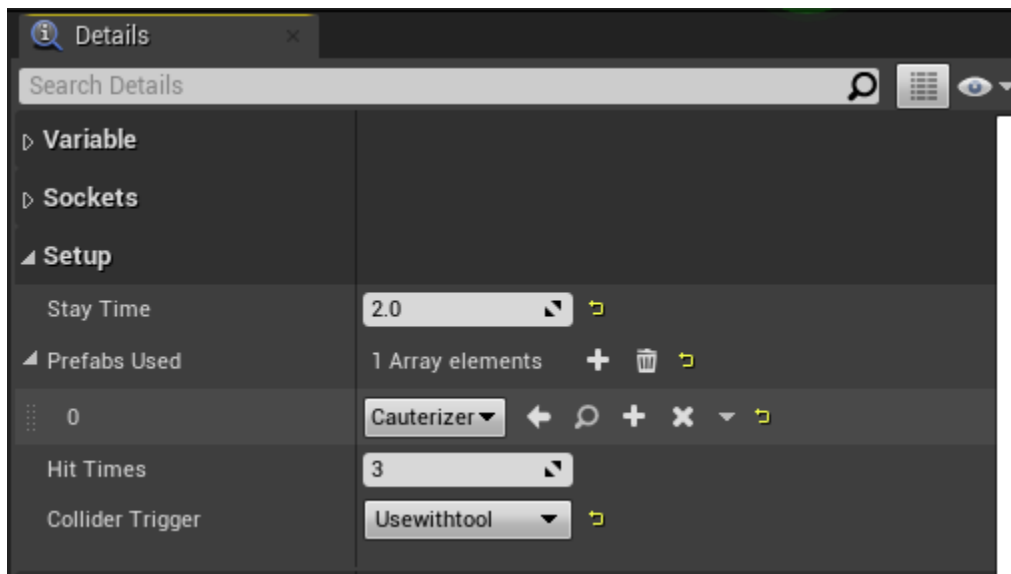 Details
Search Details
Variable
Sockets
Setup
Stay Time 2.0
Prefabs Used 1 Array elements
0 Cauterizer
Hit Times 3
Collider Trigger Usewithtool